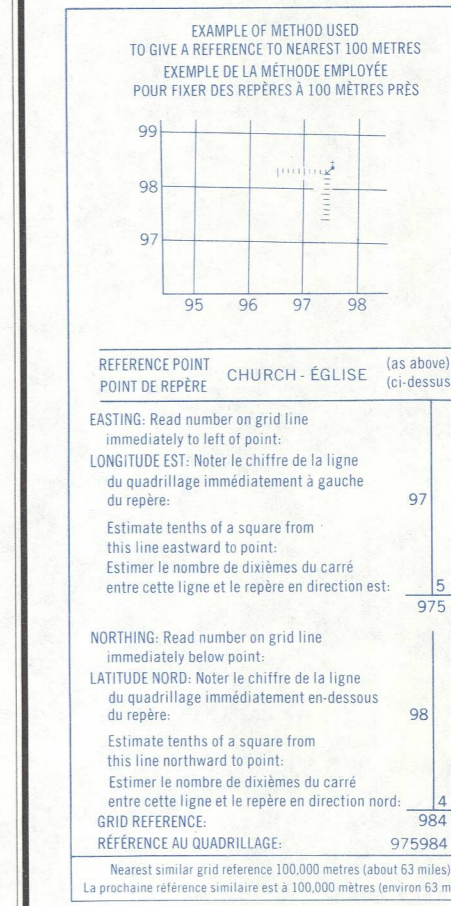 EXAMPLE OF METHOD USED
TO GIVE A REFERENCE TO NEAREST 100 METRES
EXEMPLE DE LA MÉTHODE EMPLOYÉE
POUR FIXER DES REPÈRES À 100 MÈTRES PRÈS
99
98
97
95 96 97 98
REFERENCE POINT
POINT DE REPÈRE
CHURCH - ÉGLISE
(as above)
(ci-dessus
EASTING: Read number on grid line
immediately to left of point:
LONGITUDE EST: Noter le chiffre de la ligne
du quadrillage immédiatement à gauche
du repère: 97
Estimate tenths of a square from
this line eastward to point:
Estimer le nombre de dixièmes du carré
entre cette ligne et le repère en direction est: 5
975
NORTHING: Read number on grid line
immediately below point:
LATITUDE NORD: Noter le chiffre de la ligne
du quadrillage immédiatement en-dessous
du repère: 98
Estimate tenths of a square from
this line northward to point:
Estimer le nombre de dixièmes du carré
entre cette ligne et le repère en direction nord: 4
GRID REFERENCE: 984
RÉFÉRENCE AU QUADRILLAGE: 975984
Nearest similar grid reference 100,000 metres (about 63 miles)
La prochaine référence similaire est à 100,000 mètres (environ 63 m